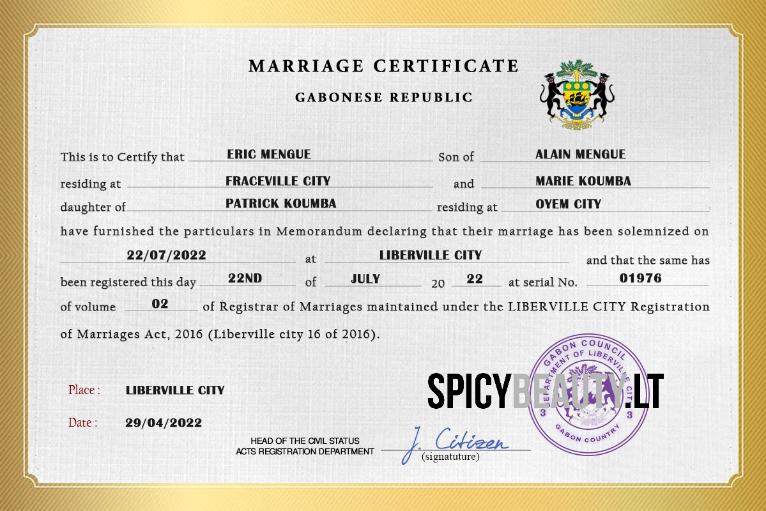 MARRIAGE CERTIFICATE
GABONESE REPUBLIC
This is to Certify that ERIC MENGUE Son of ALAIN MENGUE
residing at FRACEVILLE CITY and MARIE KOUMBA
daughter of PATRICK KOUMBA residing at OYEM CITY
have furnished the particulars in Memorandum declaring that their marriage has been solemnized on
22/07/2022 at LIBERVILLE CITY and that the same has
been registered this day 22ND of JULY 20 22 at serial No. 01976
of volume 02 of Registrar of Marriages maintained under the LIBERVILLE CITY Registration
of Marriages Act, 2016 (Liberville city 16 of 2016).
Place : LIBERVILLE CITY
SPICYBEAUTY.LT
Date : 29/04/2022
HEAD OF THE CIVIL STATUS
ACTS REGISTRATION DEPARTMENT
J. Citizen
(signatuture)
GABON COUNCIL
DEPARTMENT OF LIBERVILLE CITY
3 3
GABON COUNTRY